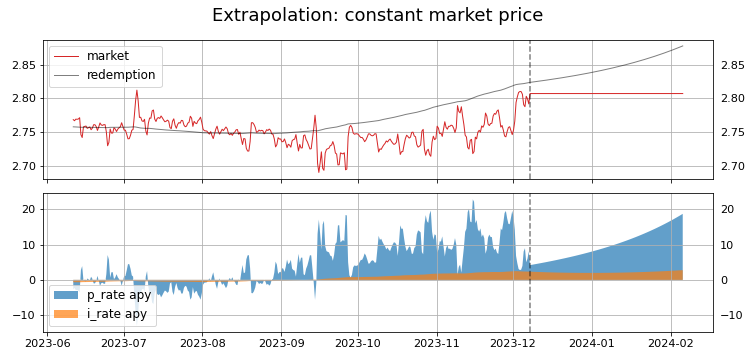 Extrapolation: constant market price
market
redemption
2.85 2.85
2.80 2.80
2.75 2.75
2.70 2.70
20 20
10 10
0 0
−10 −10
p_rate apy
i_rate apy
2023-06 2023-07 2023-08 2023-09 2023-10 2023-11 2023-12 2024-01 2024-02